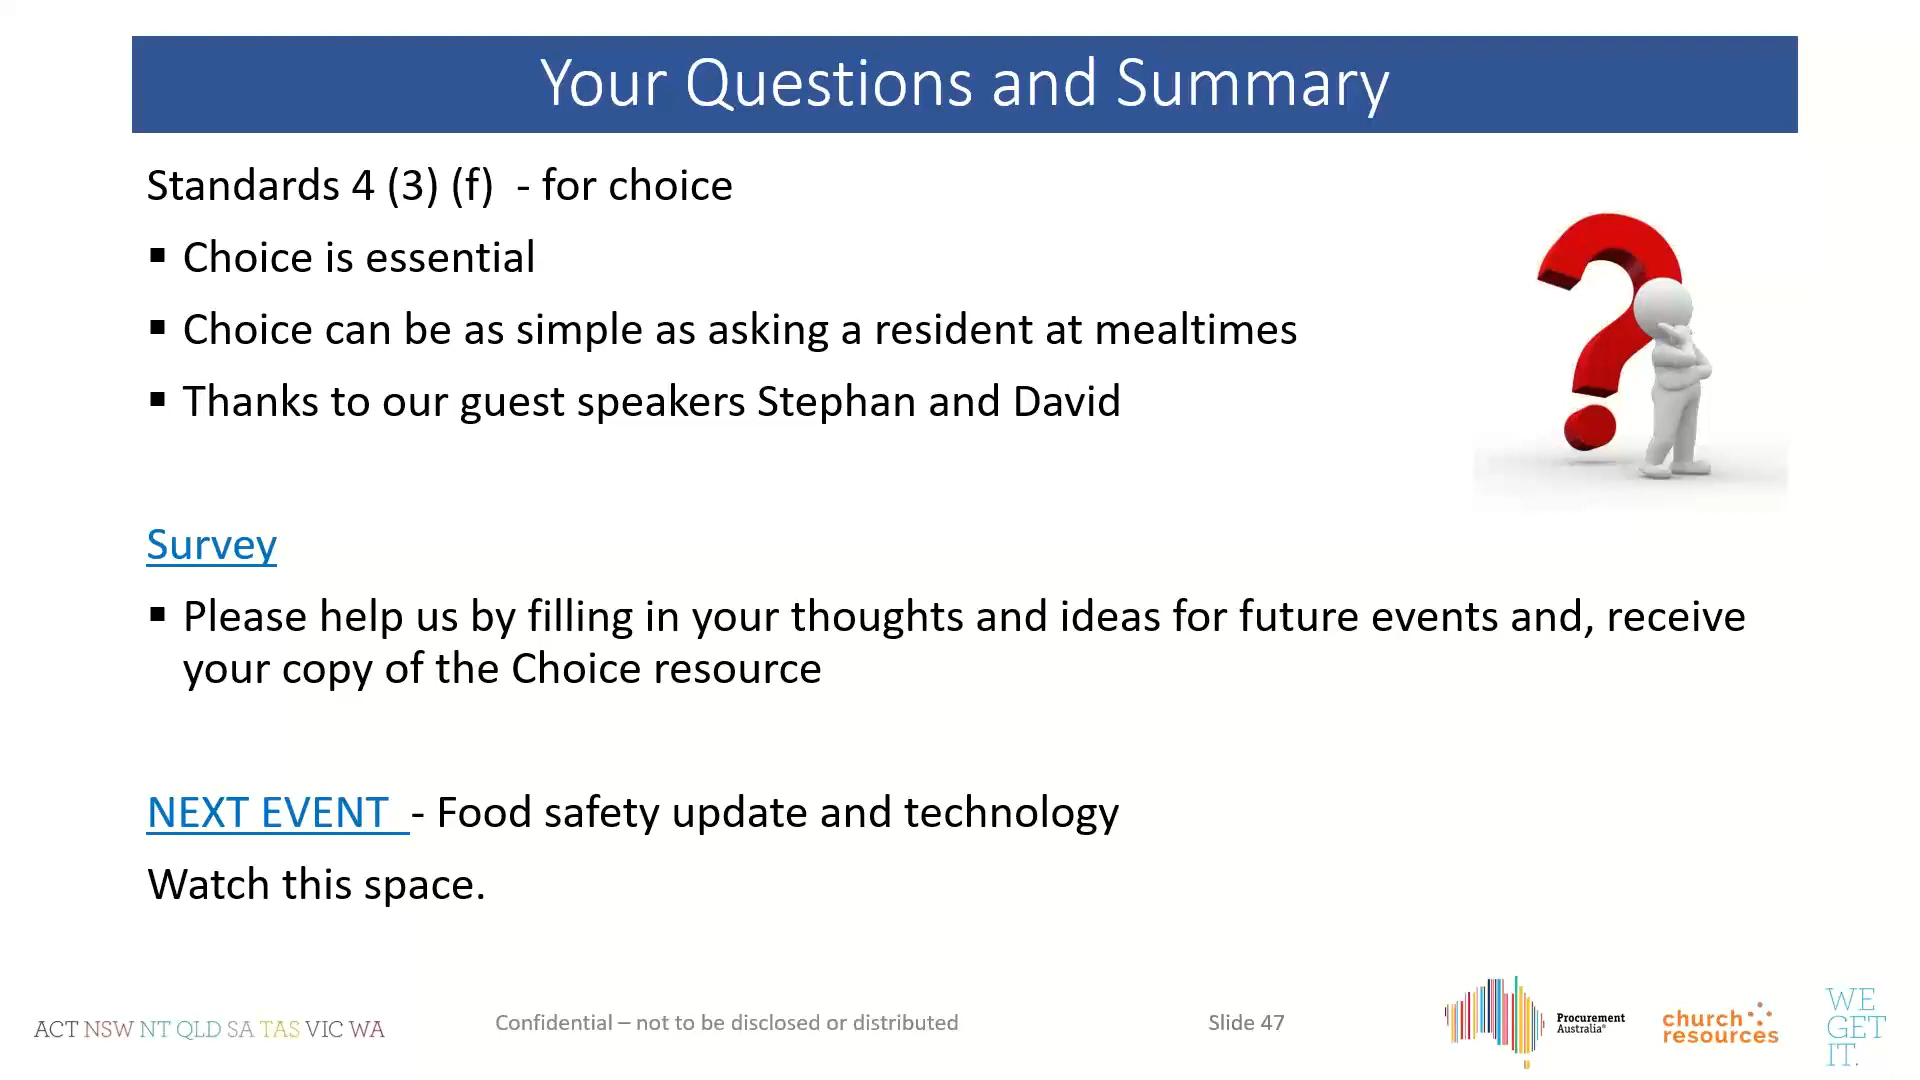 Your Questions and Summary
Standards 4 (3) (f)  - for choice
▪ Choice is essential
▪ Choice can be as simple as asking a resident at mealtimes
▪ Thanks to our guest speakers Stephan and David
Survey
▪ Please help us by filling in your thoughts and ideas for future events and, receive
your copy of the Choice resource
NEXT EVENT  - Food safety update and technology
Watch this space.
ACT NSW NT QLD SA TAS VIC WA
Confidential – not to be disclosed or distributed
Slide 47
Procurement
Australia®
church
resources
WE
GET
IT.